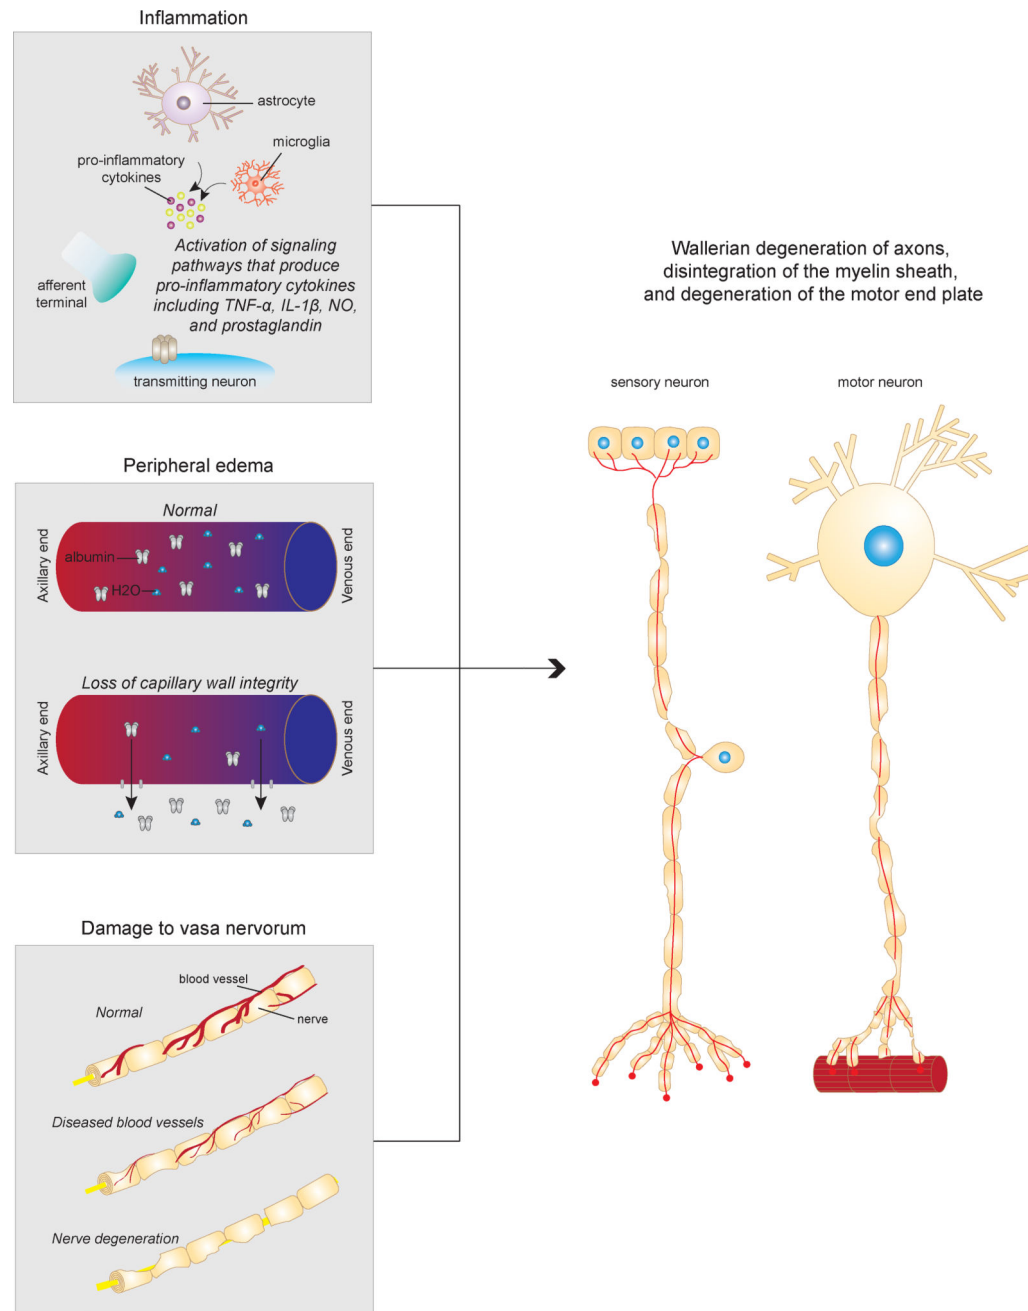 Inflammation
astrocyte
microglia
pro-inflammatory
cytokines
Activation of signaling
pathways that produce
pro-inflammatory cytokines
including TNF-α, IL-1β, NO,
and prostaglandin
afferent
terminal
transmitting neuron
Peripheral edema
Normal
Axillary end
albumin
H2O
Venous end
Loss of capillary wall integrity
Axillary end
Venous end
Damage to vasa nervorum
blood vessel
Normal
nerve
Diseased blood vessels
Nerve degeneration
Wallerian degeneration of axons,
disintegration of the myelin sheath,
and degeneration of the motor end plate
sensory neuron
motor neuron